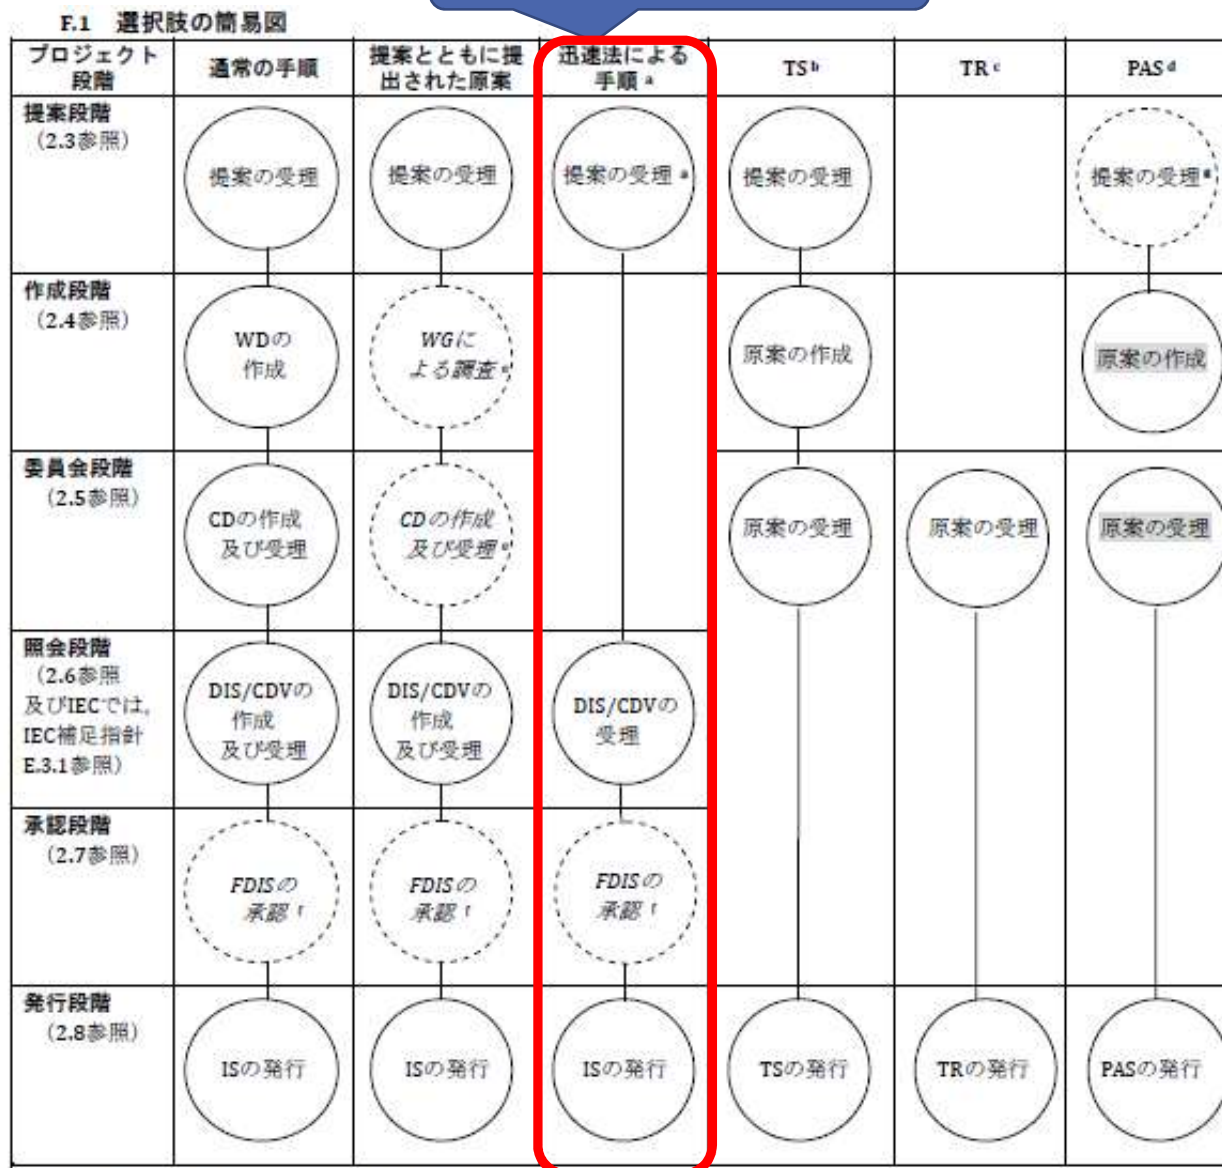 F.1 選択肢の簡易図
プロジェクト
段階
通常の手順
提案とともに提
出された原案
迅速法による
手順 a
TS b
TR c
PAS d
提案段階
(2.3参照)
提案の受理
提案の受理
提案の受理 a
提案の受理
提案の受理 g
作成段階
(2.4参照)
WDの
作成
WGに
よる調査 e
原案の作成
原案の作成
委員会段階
(2.5参照)
CDの作成
及び受理
CDの作成
及び受理 e
原案の受理
原案の受理
原案の受理
照会段階
(2.6参照
及びIECでは,
IEC補足指針
E.3.1参照)
DIS/CDVの
作成
及び受理
DIS/CDVの
作成
及び受理
DIS/CDVの
受理
承認段階
(2.7参照)
FDISの
承認 f
FDISの
承認 f
FDISの
承認 f
発行段階
(2.8参照)
ISの発行
ISの発行
ISの発行
TSの発行
TRの発行
PASの発行